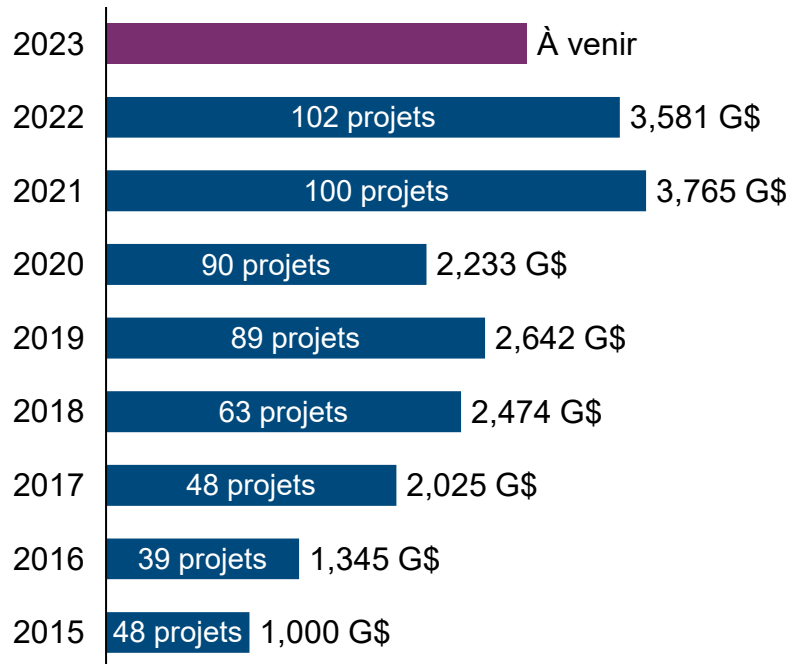 2023 À venir
2022 102 projets 3,581 G$
2021 100 projets 3,765 G$
2020 90 projets 2,233 G$
2019 89 projets 2,642 G$
2018 63 projets 2,474 G$
2017 48 projets 2,025 G$
2016 39 projets 1,345 G$
2015 48 projets 1,000 G$